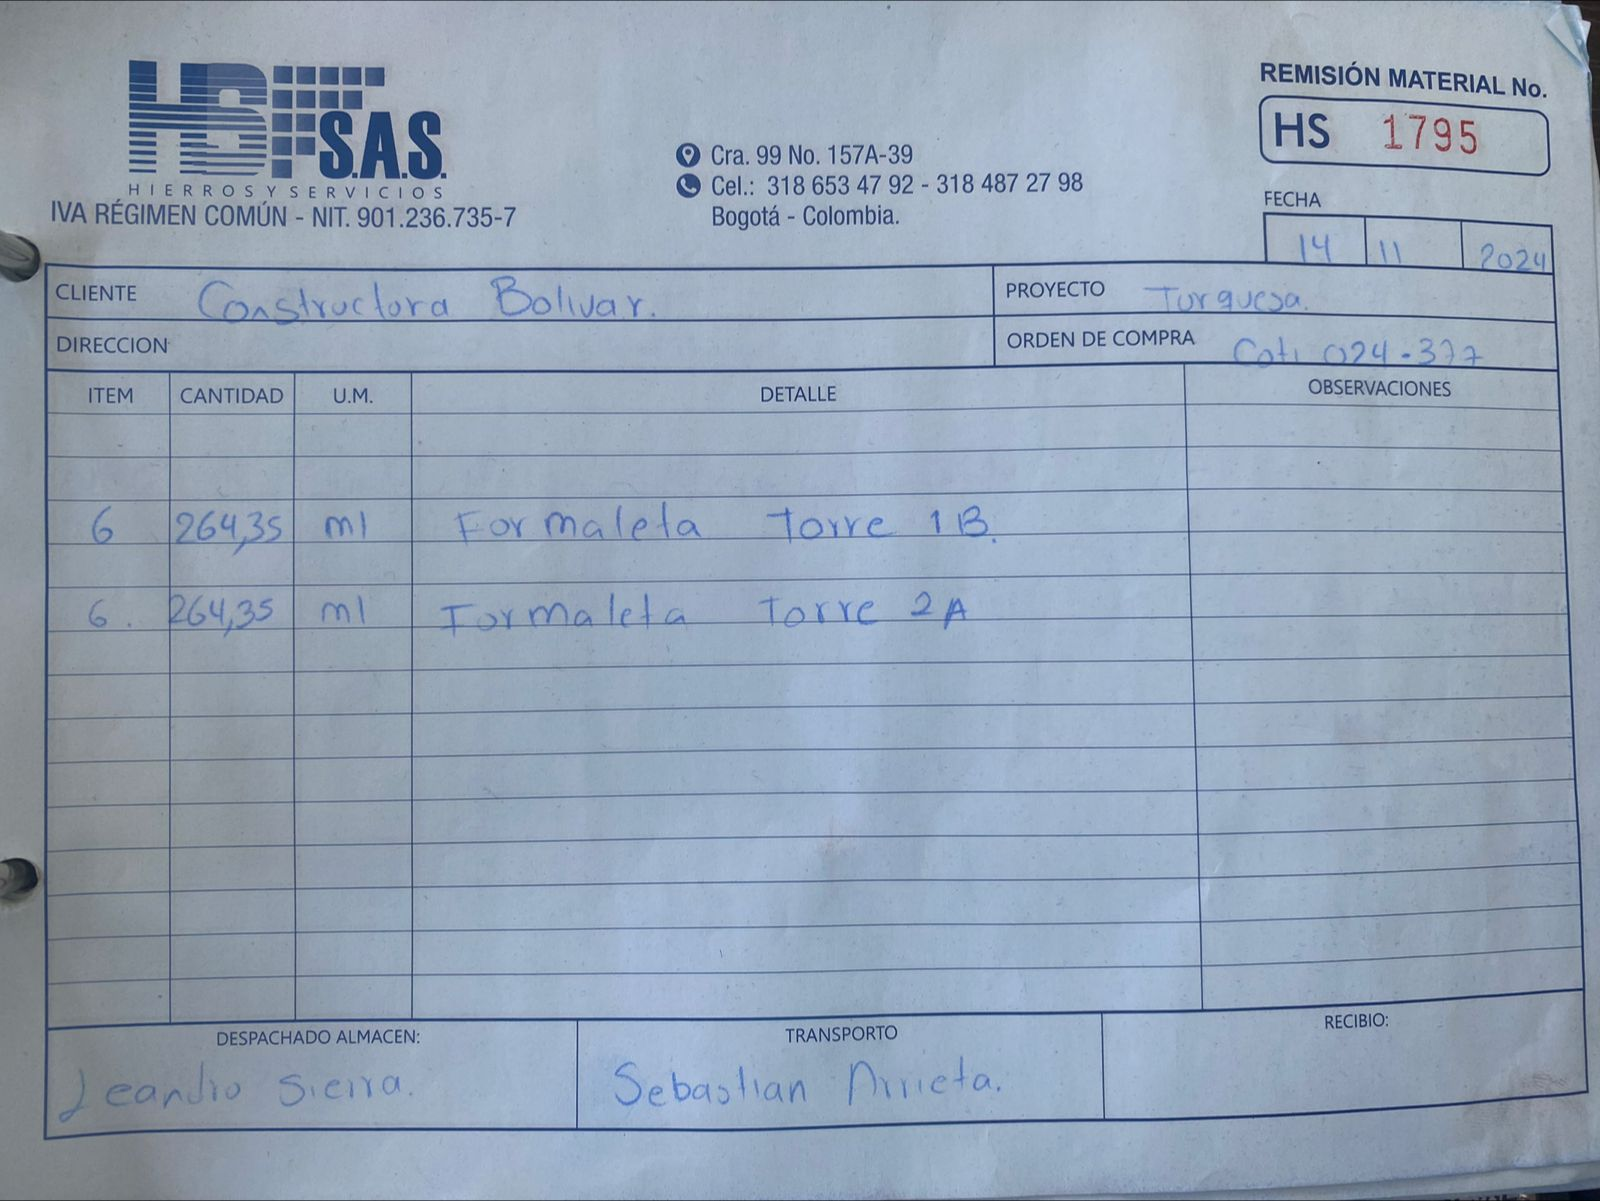 HS S.A.S.
HIERROS Y SERVICIOS
IVA RÉGIMEN COMÚN - NIT. 901.236.735-7
Cra. 99 No. 157A-39
Cel.: 318 653 47 92 - 318 487 27 98
Bogotá - Colombia.
REMISIÓN MATERIAL No.
HS 1795
FECHA
14 11 2024
CLIENTE Constructora Bolivar. PROYECTO Turquesa.
DIRECCION ORDEN DE COMPRA Coti 024-377
ITEM CANTIDAD U.M. DETALLE OBSERVACIONES
6 264,35 ml Formaleta Torre 1B.
6. 264,35 ml Formaleta Torre 2A
DESPACHADO ALMACEN: TRANSPORTO RECIBIO:
Leandro Sierra. Sebastian Arrieta.